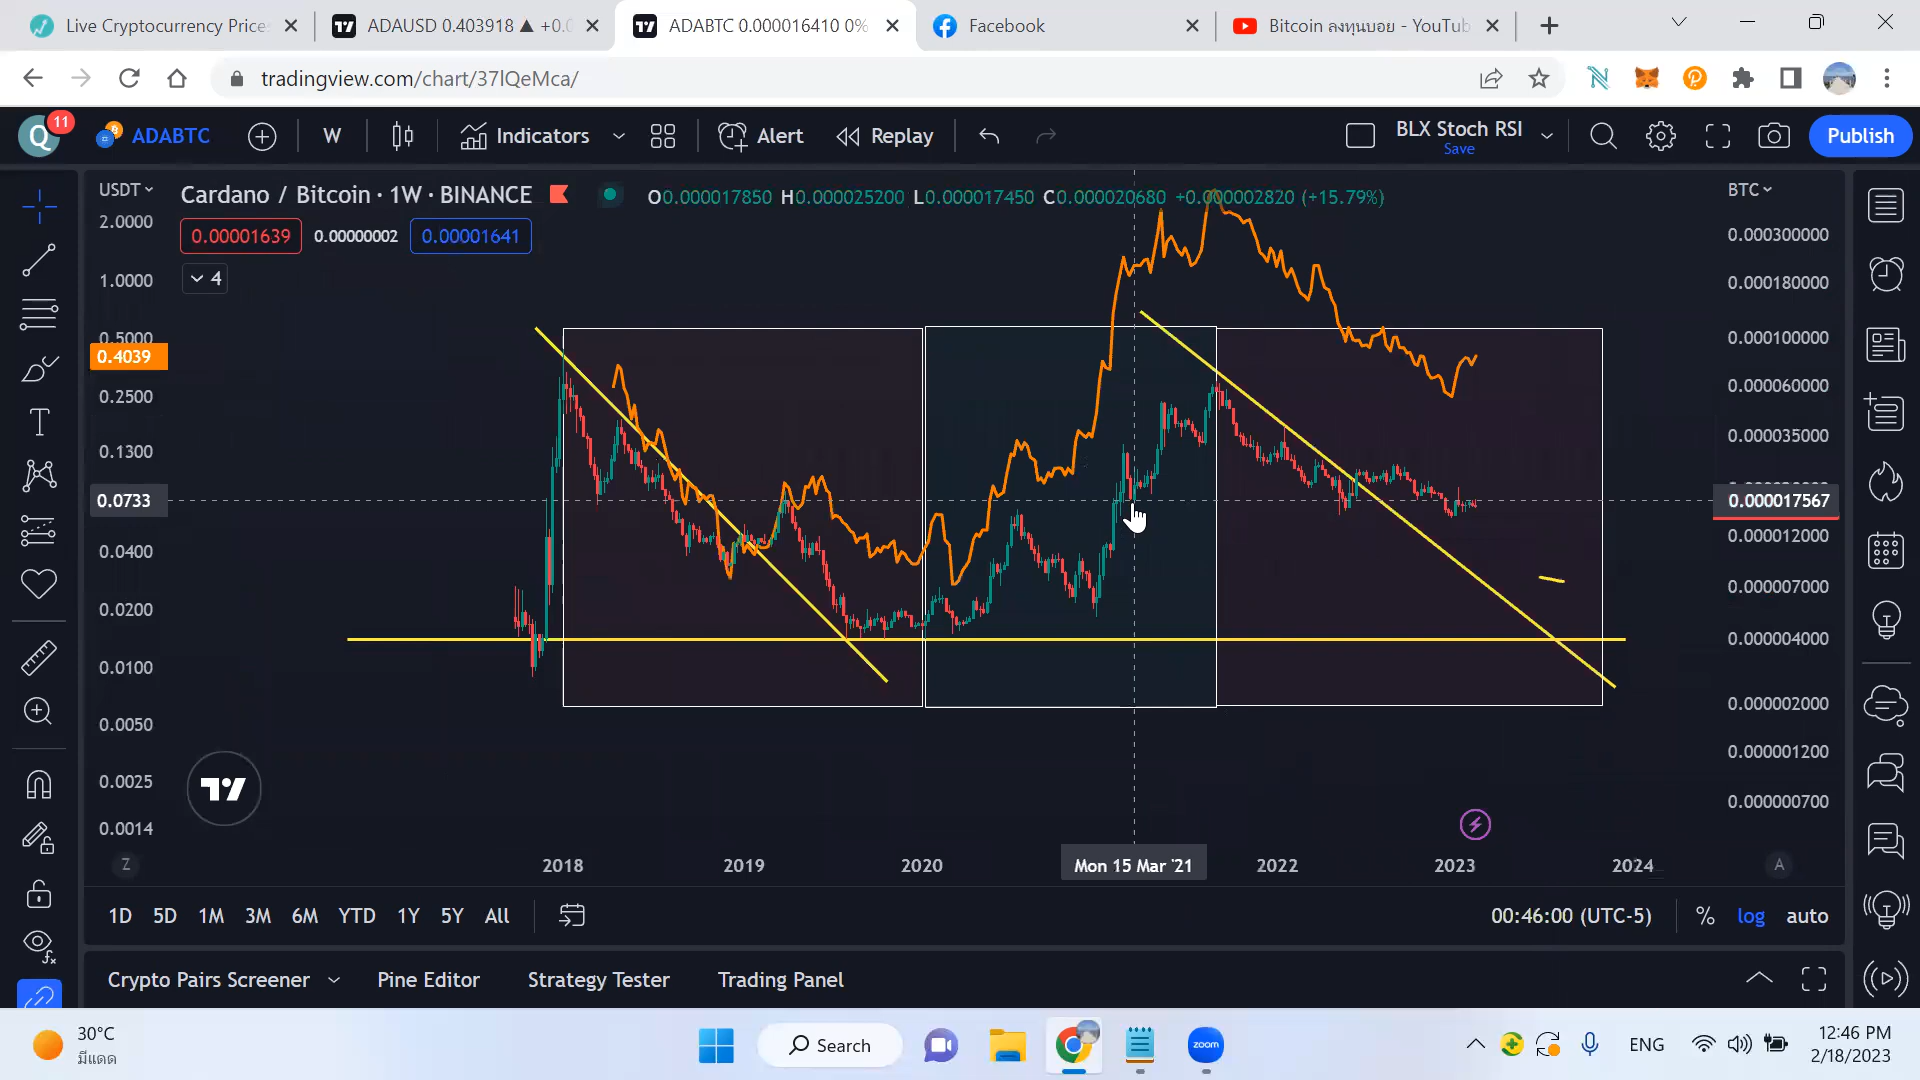 Live Cryptocurrency Price
ADAUSD 0.403918 ▲ +0.0
ADABTC 0.000016410 0%
Facebook
Bitcoin ลงทุนบอย - YouTub
tradingview.com/chart/37lQeMca/
Q
11
ADABTC
W
Indicators
Alert
Replay
BLX Stoch RSI
Save
Publish
USDT
Cardano / Bitcoin · 1W · BINANCE
O0.000017850 H0.000025200 L0.000017450 C0.000020680 +0.000002820 (+15.79%)
BTC
0.00001639
0.00000002
0.00001641
4
2.0000
1.0000
0.5000
0.4039
0.2500
0.1300
0.0733
0.0400
0.0200
0.0100
0.0050
0.0025
0.0014
0.000300000
0.000180000
0.000100000
0.000060000
0.000035000
0.000017567
0.000012000
0.000007000
0.000004000
0.000002000
0.000001200
0.000000700
Z
2018
2019
2020
Mon 15 Mar '21
2022
2023
2024
A
1D
5D
1M
3M
6M
YTD
1Y
5Y
All
00:46:00 (UTC-5)
%
log
auto
Crypto Pairs Screener
Pine Editor
Strategy Tester
Trading Panel
30°C
มีแดด
Search
zoom
ENG
12:46 PM
2/18/2023